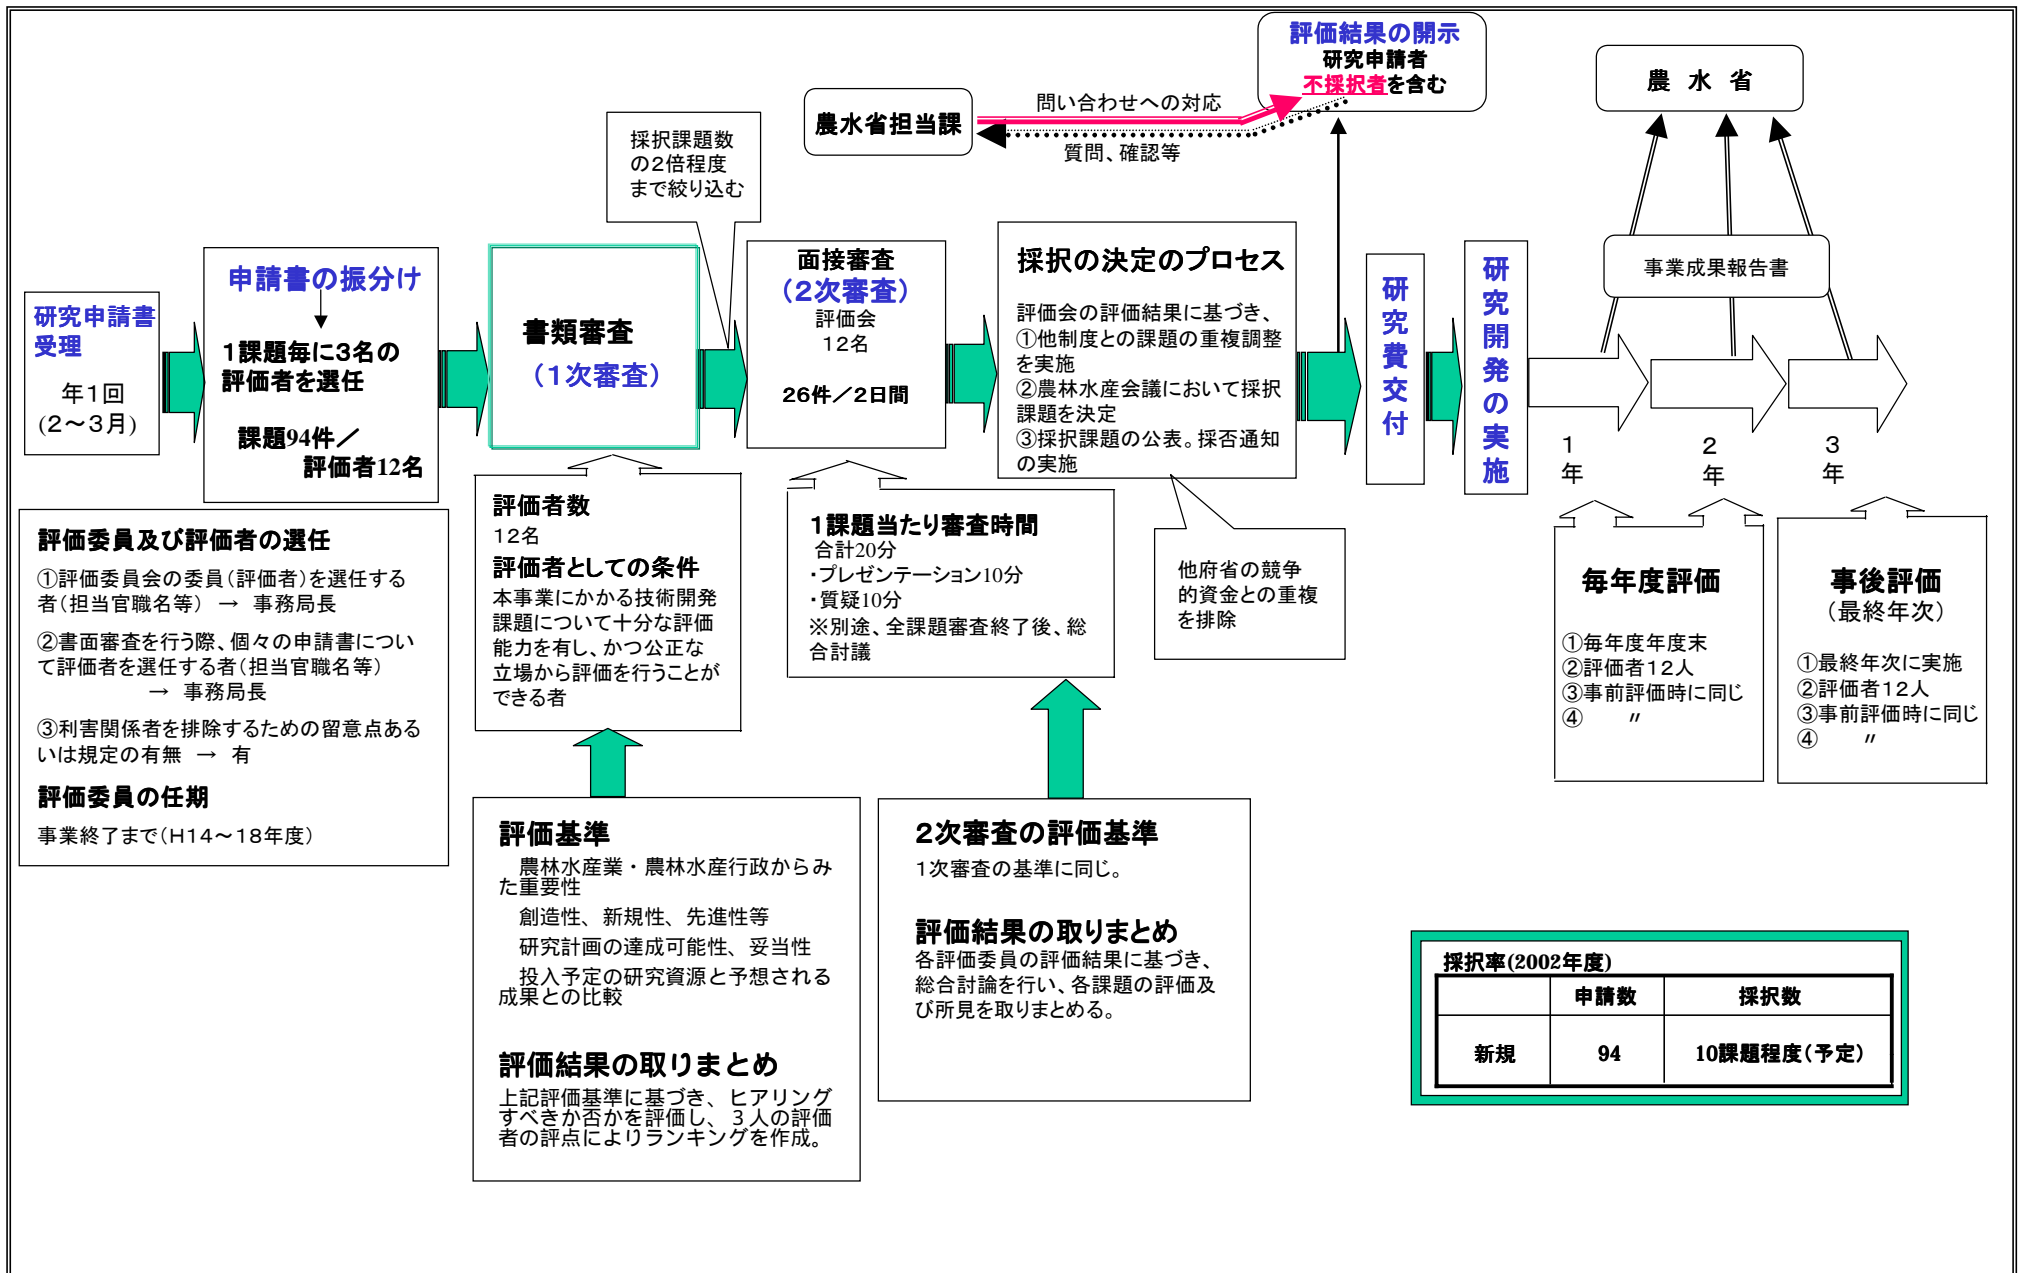 評価結果の開示
研究申請者
不採択者を含む
農水省担当課
問い合わせへの対応
質問、確認等
農 水 省
事業成果報告書
採択課題数
の2倍程度
まで絞り込む
研究申請書
受理
年1回
(2～3月)
申請書の振分け
1課題毎に3名の
評価者を選任
課題94件／
評価者12名
書類審査
（1次審査）
面接審査
（2次審査）
評価会
12名
26件／2日間
採択の決定のプロセス
評価会の評価結果に基づき、
①他制度との課題の重複調整
を実施
②農林水産会議において採択
課題を決定
③採択課題の公表。採否通知
の実施
研究費交付
研究開発の実施
1
年
2
年
3
年
評価委員及び評価者の選任
①評価委員会の委員（評価者）を選任する
者（担当官職名等） → 事務局長
②書面審査を行う際、個々の申請書につい
て評価者を選任する者（担当官職名等）
→ 事務局長
③利害関係者を排除するための留意点ある
いは規定の有無 → 有
評価委員の任期
事業終了まで（H14～18年度）
評価者数
12名
評価者としての条件
本事業にかかる技術開発
課題について十分な評価
能力を有し、かつ公正な
立場から評価を行うことが
できる者
1課題当たり審査時間
合計20分
・プレゼンテーション10分
・質疑10分
※別途、全課題審査終了後、総
合討議
他府省の競争
的資金との重複
を排除
毎年度評価
①毎年度年度末
②評価者12人
③事前評価時に同じ
④ 〃
事後評価
（最終年次）
①最終年次に実施
②評価者12人
③事前評価時に同じ
④ 〃
評価基準
農林水産業・農林水産行政からみ
た重要性
創造性、新規性、先進性等
研究計画の達成可能性、妥当性
投入予定の研究資源と予想される
成果との比較
評価結果の取りまとめ
上記評価基準に基づき、ヒアリング
すべきか否かを評価し、３人の評価
者の評点によりランキングを作成。
2次審査の評価基準
1次審査の基準に同じ。
評価結果の取りまとめ
各評価委員の評価結果に基づき、
総合討論を行い、各課題の評価及
び所見を取りまとめる。
採択率(2002年度)
申請数 採択数
新規 94 10課題程度（予定）